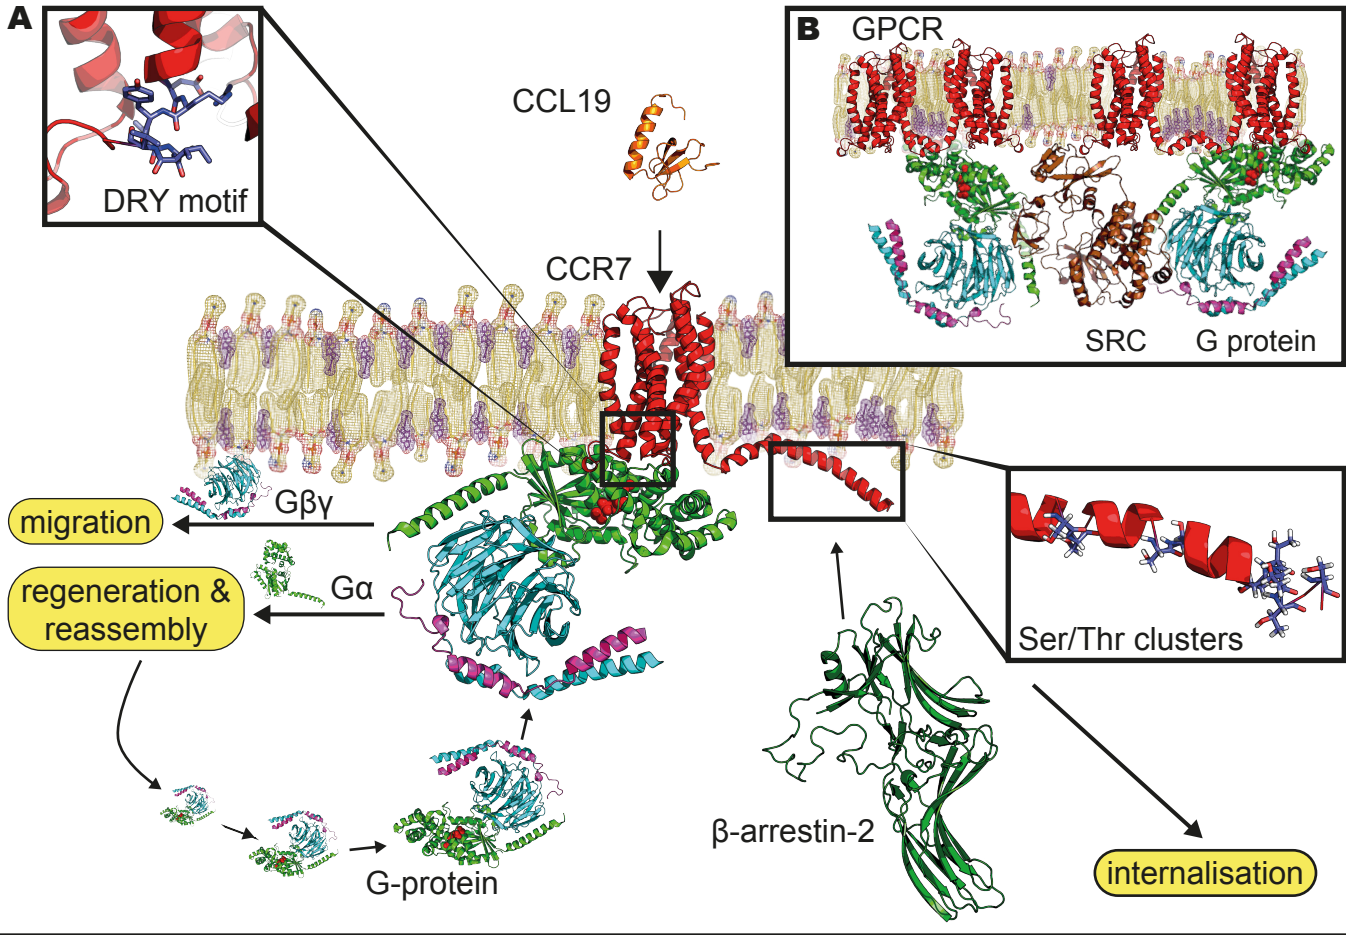 A
DRY motif
CCL19
CCR7
B
GPCR
SRC
G protein
Gβγ
migration
Gα
regeneration &
reassembly
Ser/Thr clusters
β-arrestin-2
G-protein
internalisation